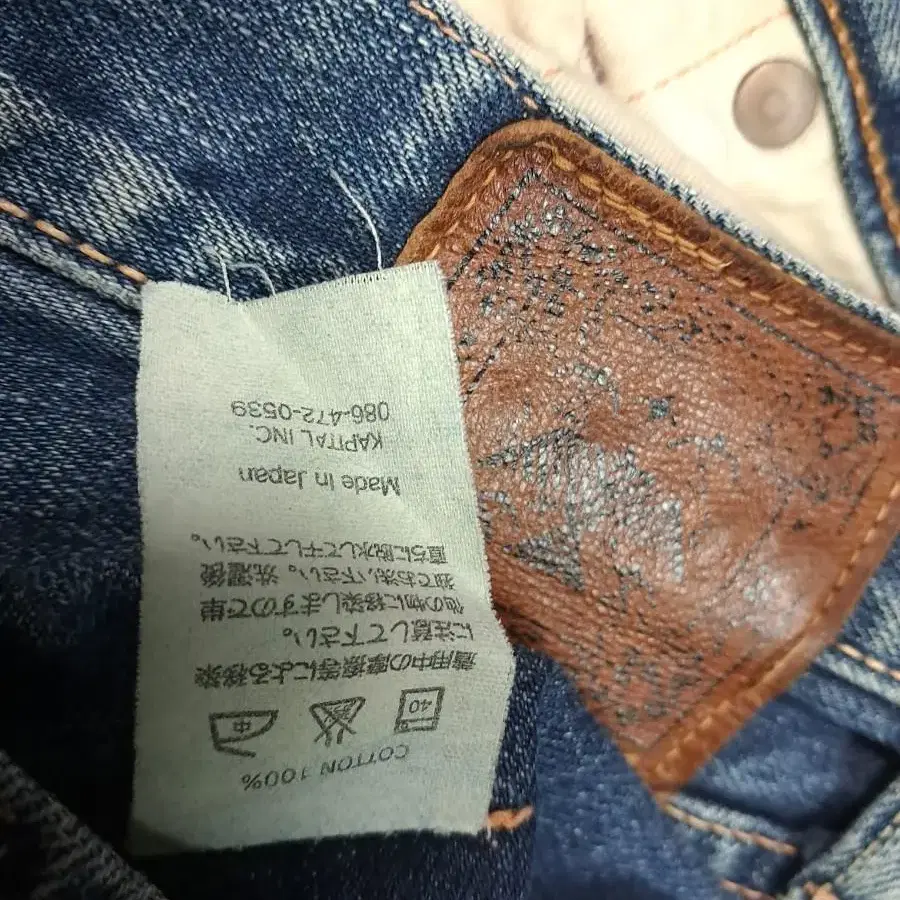 COTTON 100%
40
中
着用中の摩擦等による移染
に注意して下さい。
他の物に移染しますので単
独でお洗い下さい。洗濯後
直ちに脱水して干して下さい。
Made in Japan
KAPITAL INC.
086-472-0539